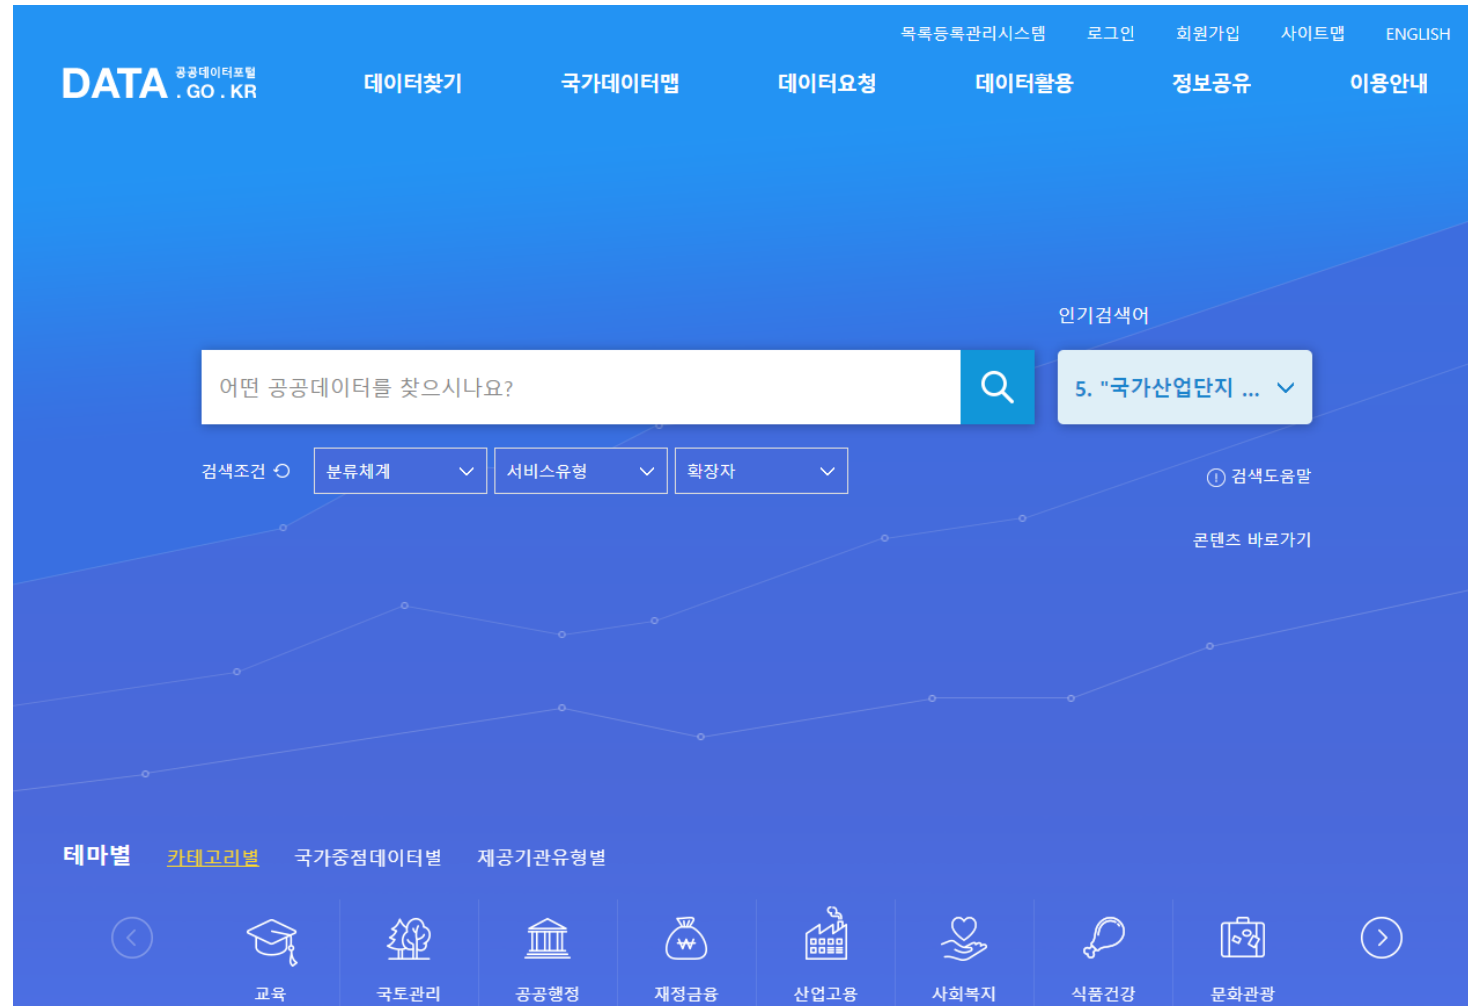 목록등록관리시스템 로그인 회원가입 사이트맵 ENGLISH
DATA 공공데이터포털 .GO.KR
데이터찾기 국가데이터맵 데이터요청 데이터활용 정보공유 이용안내
인기검색어
어떤 공공데이터를 찾으시나요?
5. "국가산업단지 ...
검색조건 분류체계 서비스유형 확장자
검색도움말
콘텐츠 바로가기
테마별 카테고리별 국가중점데이터별 제공기관유형별
교육 국토관리 공공행정 재정금융 산업고용 사회복지 식품건강 문화관광